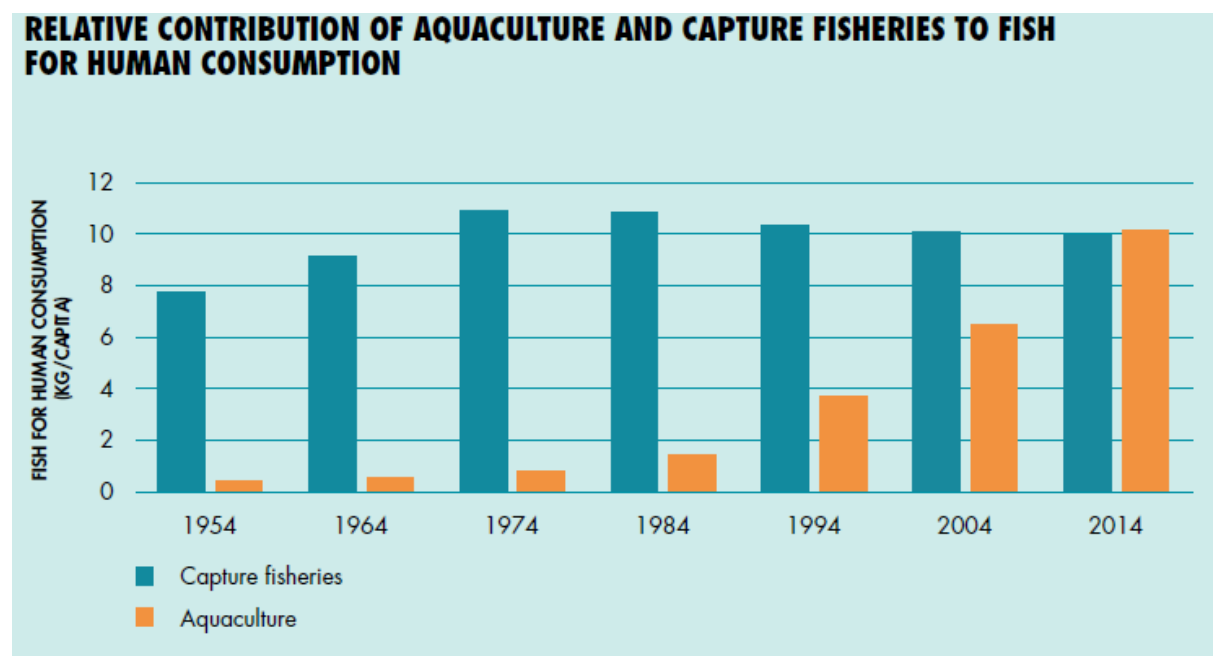 RELATIVE CONTRIBUTION OF AQUACULTURE AND CAPTURE FISHERIES TO FISH
FOR HUMAN CONSUMPTION
FISH FOR HUMAN CONSUMPTION
(KG/CAPITA)
12
10
8
6
4
2
0
1954 1964 1974 1984 1994 2004 2014
Capture fisheries
Aquaculture